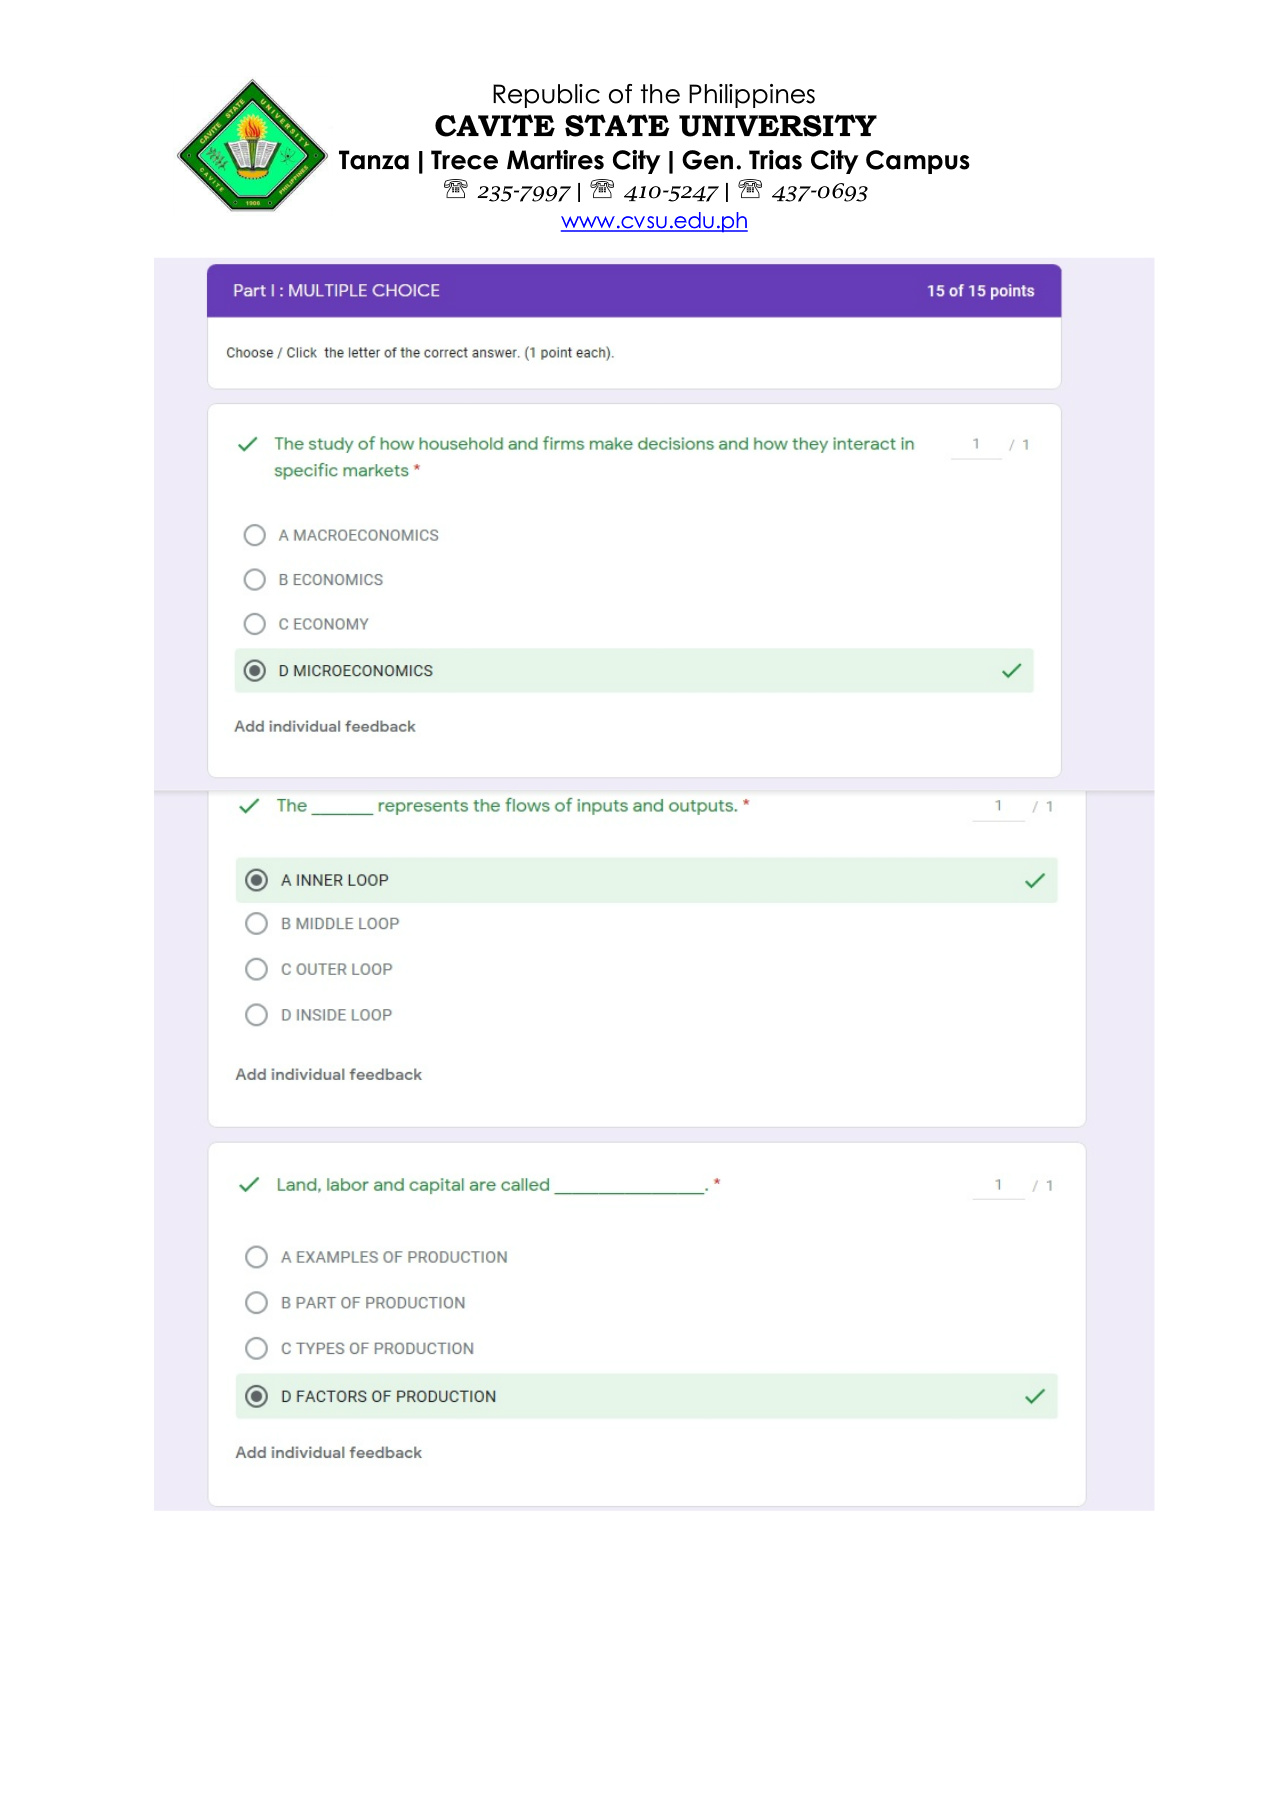 Republic of the Philippines
CAVITE STATE UNIVERSITY
Tanza | Trece Martires City | Gen. Trias City Campus
☏ 235-7997 | ☏ 410-5247 | ☏ 437-0693
www.cvsu.edu.ph
CAVITE STATE UNIVERSITY
CAVITE PHILIPPINES
1906
Part I : MULTIPLE CHOICE 15 of 15 points
Choose / Click the letter of the correct answer. (1 point each).
The study of how household and firms make decisions and how they interact in 1 / 1
specific markets *
A MACROECONOMICS
B ECONOMICS
C ECONOMY
D MICROECONOMICS
Add individual feedback
The _______ represents the flows of inputs and outputs. * 1 / 1
A INNER LOOP
B MIDDLE LOOP
C OUTER LOOP
D INSIDE LOOP
Add individual feedback
Land, labor and capital are called _________________. * 1 / 1
A EXAMPLES OF PRODUCTION
B PART OF PRODUCTION
C TYPES OF PRODUCTION
D FACTORS OF PRODUCTION
Add individual feedback